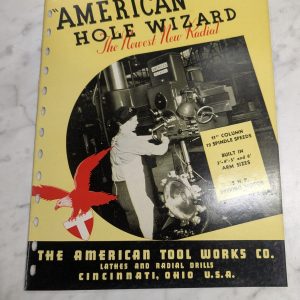 "AMERICAN"
HOLE WIZARD
The Newest New Radial
11" COLUMN
12 SPINDLE SPEEDS
BUILT IN
3'-4'-5' and 6'
ARM SIZES
H.P.
THE AMERICAN TOOL WORKS CO.
LATHES AND RADIAL DRILLS
CINCINNATI, OHIO U.S.A.